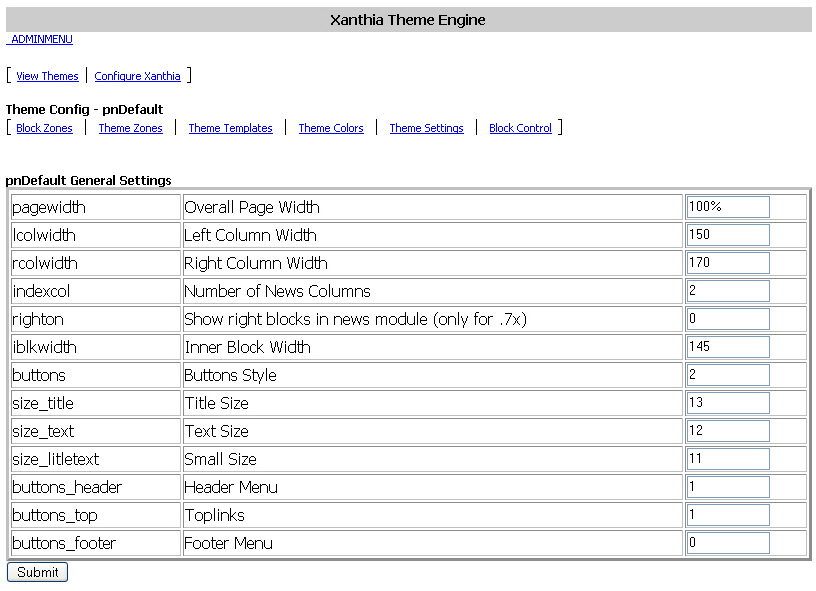 Xanthia Theme Engine
ADMINMENU
[ View Themes | Configure Xanthia ]
Theme Config - pnDefault
[ Block Zones | Theme Zones | Theme Templates | Theme Colors | Theme Settings | Block Control ]
pnDefault General Settings
pagewidth Overall Page Width 100%
lcolwidth Left Column Width 150
rcolwidth Right Column Width 170
indexcol Number of News Columns 2
righton Show right blocks in news module (only for .7x) 0
iblkwidth Inner Block Width 145
buttons Buttons Style 2
size_title Title Size 13
size_text Text Size 12
size_litletext Small Size 11
buttons_header Header Menu 1
buttons_top Toplinks 1
buttons_footer Footer Menu 0
Submit